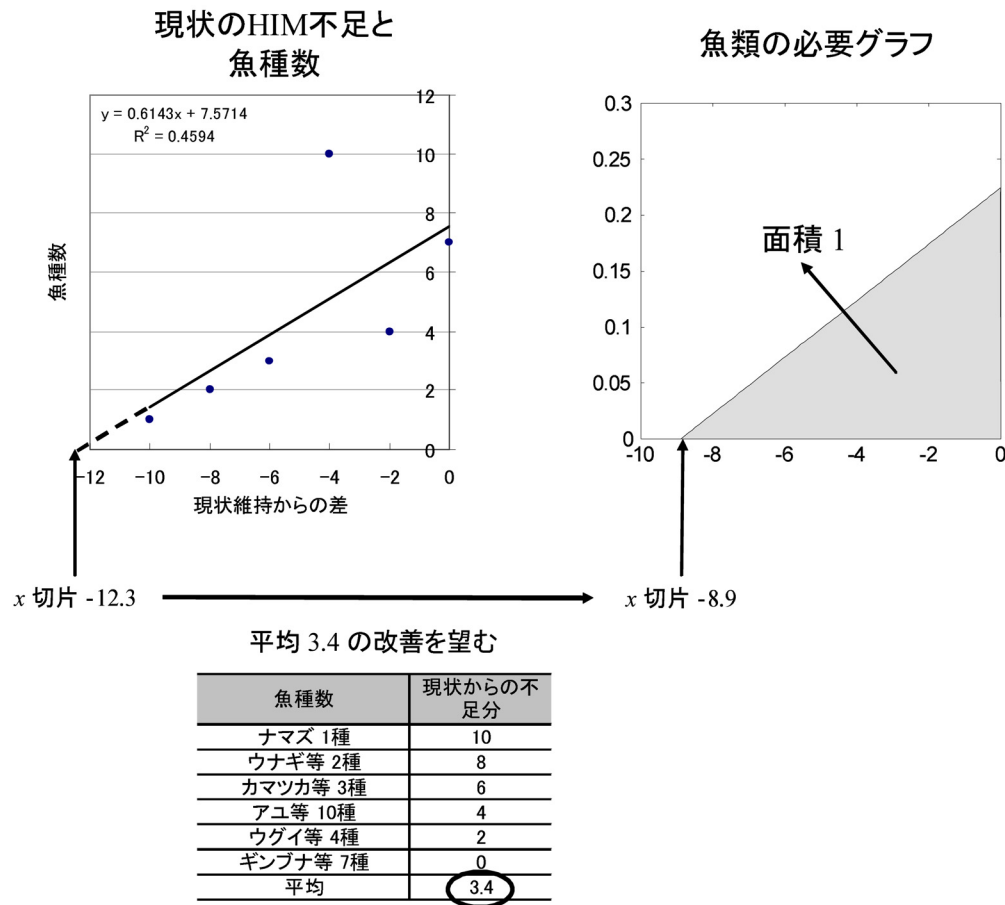 現状のHIM不足と
魚種数
y = 0.6143x + 7.5714
R² = 0.4594
12
10
8
6
4
2
0
魚種数
-12 -10 -8 -6 -4 -2 0
現状維持からの差
魚類の必要グラフ
0.3
0.25
0.2
0.15
0.1
0.05
0
面積 1
-10 -8 -6 -4 -2 0
x 切片 -12.3
x 切片 -8.9
平均 3.4 の改善を望む
魚種数 現状からの不
足分
ナマズ 1種 10
ウナギ等 2種 8
カマツカ等 3種 6
アユ等 10種 4
ウグイ等 4種 2
ギンブナ等 7種 0
平均 3.4